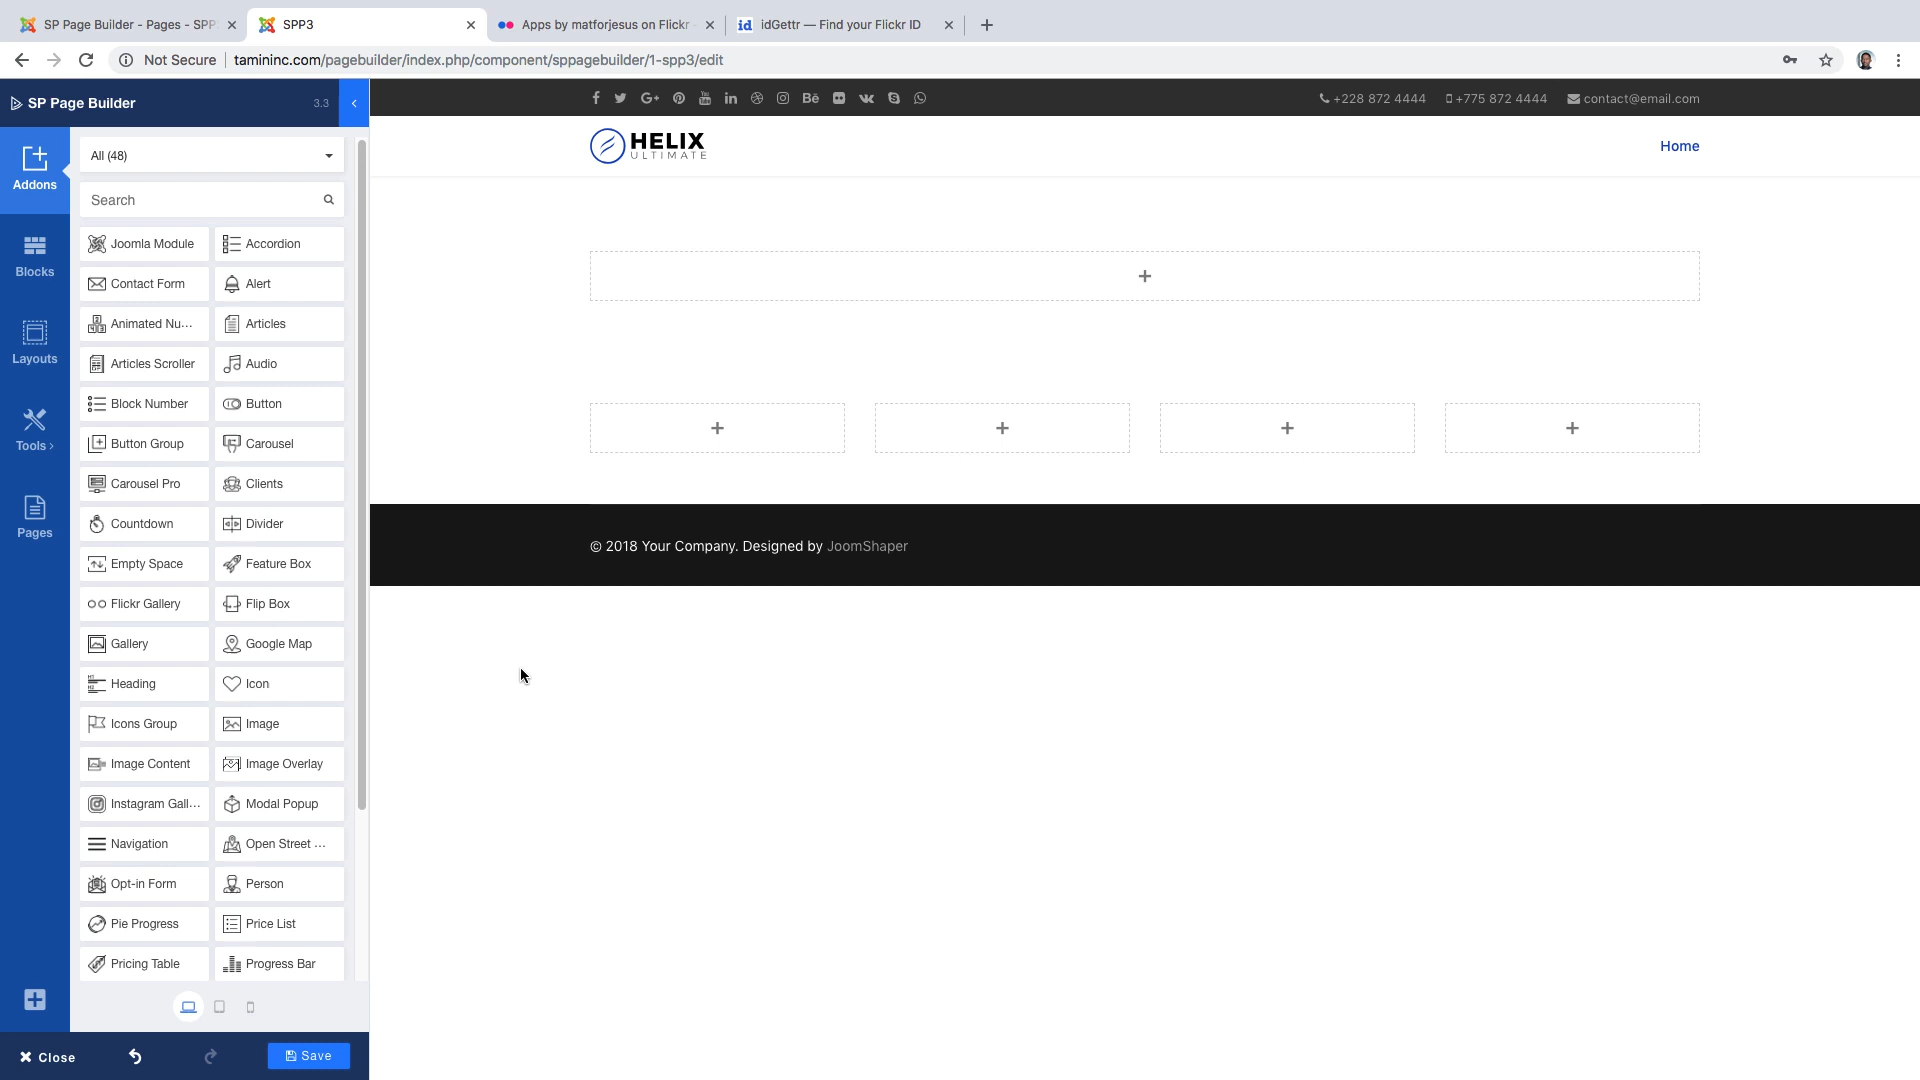 SP Page Builder - Pages - SPP
SPP3
Apps by matforjesus on Flickr
idGettr — Find your Flickr ID
Not Secure
tamininc.com/pagebuilder/index.php/component/sppagebuilder/1-spp3/edit
SP Page Builder
3.3
+228 872 4444
+775 872 4444
contact@email.com
HELIX
ULTIMATE
Home
Addons
Blocks
Layouts
Tools ›
Pages
All (48)
Search
Joomla Module
Accordion
Contact Form
Alert
Animated Nu...
Articles
Articles Scroller
Audio
Block Number
Button
Button Group
Carousel
Carousel Pro
Clients
Countdown
Divider
Empty Space
Feature Box
Flickr Gallery
Flip Box
Gallery
Google Map
Heading
Icon
Icons Group
Image
Image Content
Image Overlay
Instagram Gall...
Modal Popup
Navigation
Open Street ...
Opt-in Form
Person
Pie Progress
Price List
Pricing Table
Progress Bar
© 2018 Your Company. Designed by JoomShaper
Close
Save